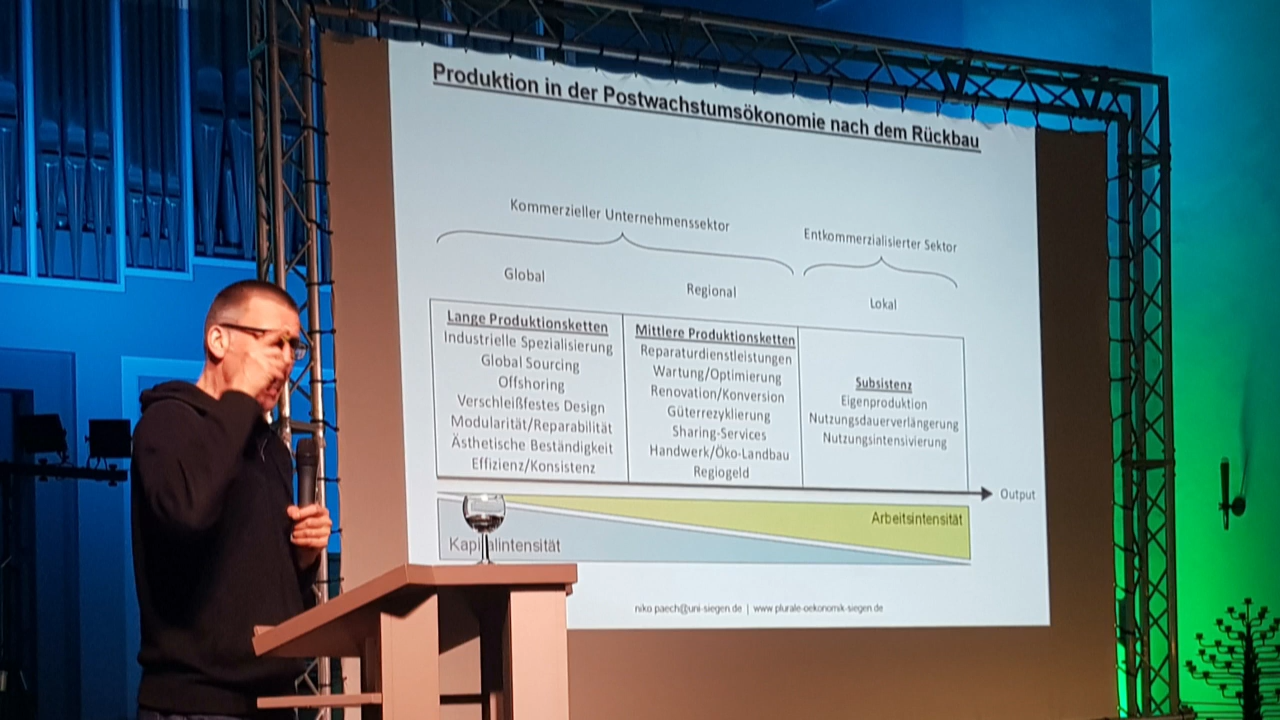 Produktion in der Postwachstumsökonomie nach dem Rückbau
Kommerzieller Unternehmenssektor
Entkommerzialisierter Sektor
Global
Regional
Lokal
Lange Produktionsketten
Industrielle Spezialisierung
Global Sourcing
Offshoring
Verschleißfestes Design
Modularität/Reparabilität
Ästhetische Beständigkeit
Effizienz/Konsistenz
Mittlere Produktionsketten
Reparaturdienstleistungen
Wartung/Optimierung
Renovation/Konversion
Güterrezyklierung
Sharing-Services
Handwerk/Öko-Landbau
Regiogeld
Subsistenz
Eigenproduktion
Nutzungsdauerverlängerung
Nutzungsintensivierung
Output
Arbeitsintensität
Kapitalintensität
niko.paech@uni-siegen.de | www.plurale-oekonomik-siegen.de